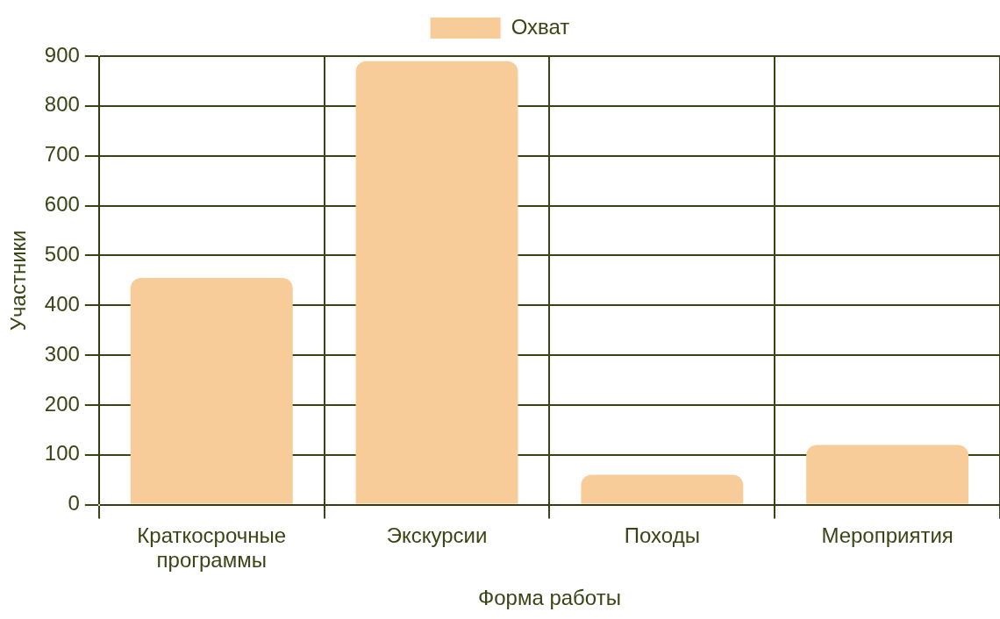 Охват
900
800
700
600
500
400
300
200
100
0
Участники
Краткосрочные
программы
Экскурсии
Походы
Мероприятия
Форма работы